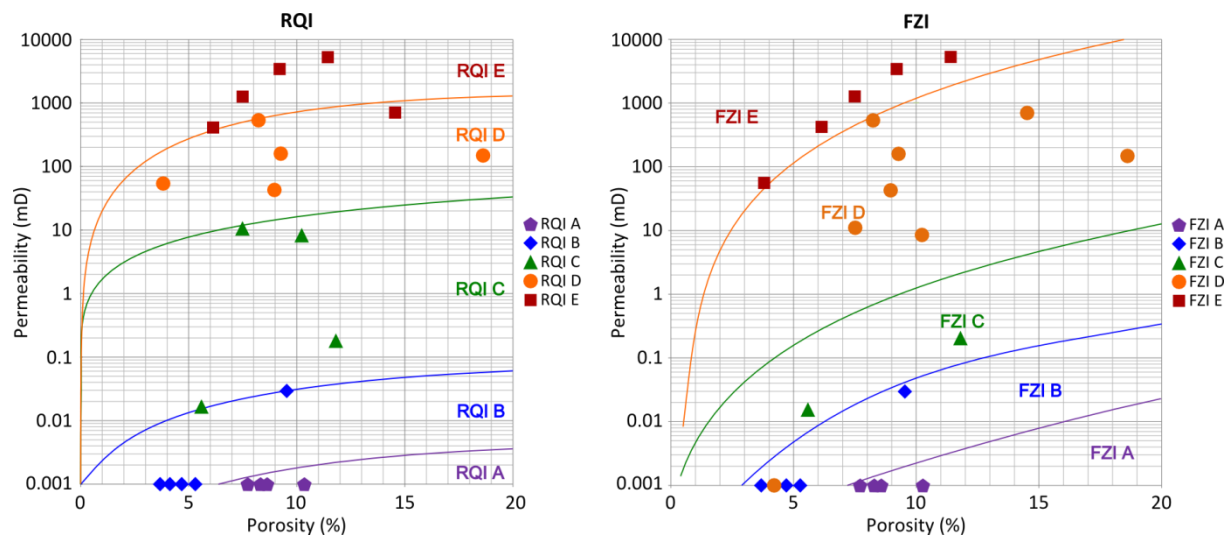 RQI
Permeability (mD)
10000
1000
100
10
1
0.1
0.01
0.001
0
5
10
15
20
Porosity (%)
RQI E
RQI D
RQI C
RQI B
RQI A
RQI A
RQI B
RQI C
RQI D
RQI E
FZI
Permeability (mD)
10000
1000
100
10
1
0.1
0.01
0.001
0
5
10
15
20
Porosity (%)
FZI E
FZI D
FZI C
FZI B
FZI A
FZI A
FZI B
FZI C
FZI D
FZI E